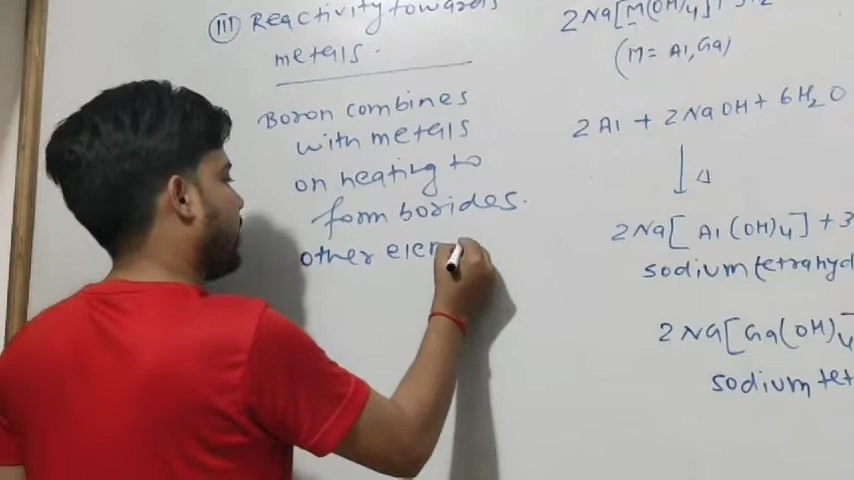 (III) Reactivity towards
metals.
Boron combines
with metals
on heating to
form borides.
other elem
2Na[M(OH)4]+
(M= Al, Ga)
2Al + 2NaOH + 6H2O
Δ
2Na[Al(OH)4] + 3
sodium tetrahyd
2Na[Ga(OH)4
sodium tet